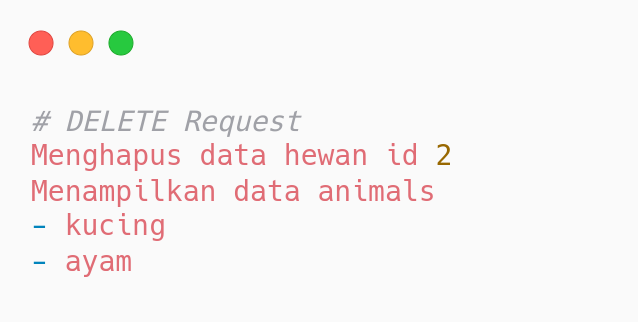 # DELETE Request
Menghapus data hewan id 2
Menampilkan data animals
- kucing
- ayam